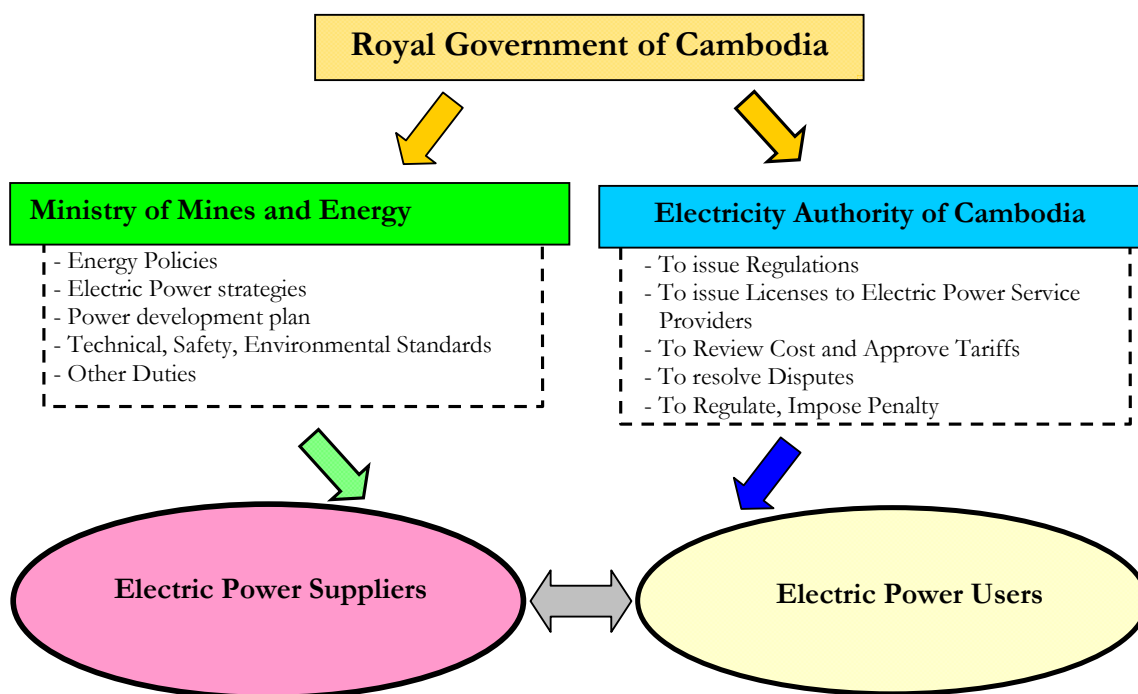 Royal Government of Cambodia
Ministry of Mines and Energy
- Energy Policies
- Electric Power strategies
- Power development plan
- Technical, Safety, Environmental Standards
- Other Duties
Electricity Authority of Cambodia
- To issue Regulations
- To issue Licenses to Electric Power Service
Providers
- To Review Cost and Approve Tariffs
- To resolve Disputes
- To Regulate, Impose Penalty
Electric Power Suppliers
Electric Power Users